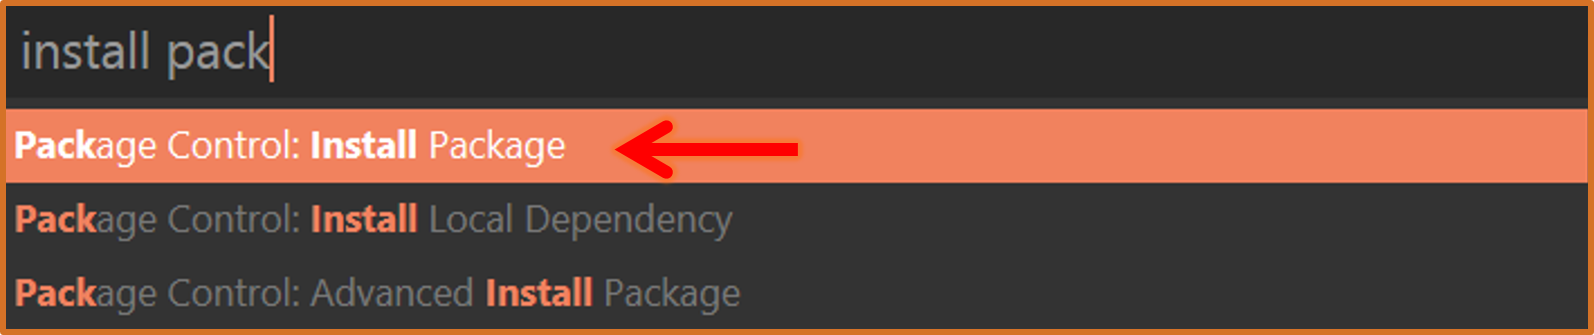 install pack
Package Control: Install Package
Package Control: Install Local Dependency
Package Control: Advanced Install Package